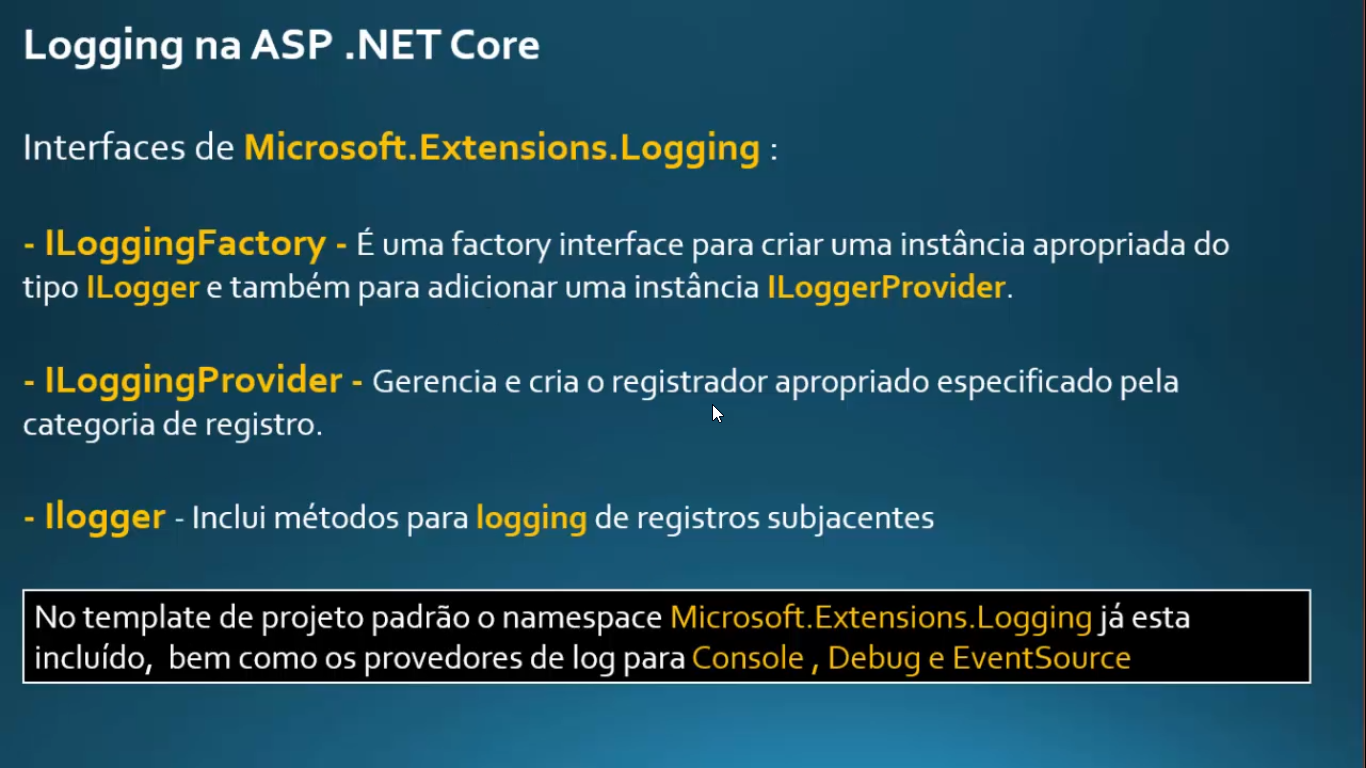 Logging na ASP .NET Core
Interfaces de Microsoft.Extensions.Logging :
- ILoggingFactory - É uma factory interface para criar uma instância apropriada do
tipo ILogger e também para adicionar uma instância ILoggerProvider.
- ILoggingProvider - Gerencia e cria o registrador apropriado especificado pela
categoria de registro.
- Ilogger - Inclui métodos para logging de registros subjacentes
No template de projeto padrão o namespace Microsoft.Extensions.Logging já esta
incluído,  bem como os provedores de log para Console , Debug e EventSource